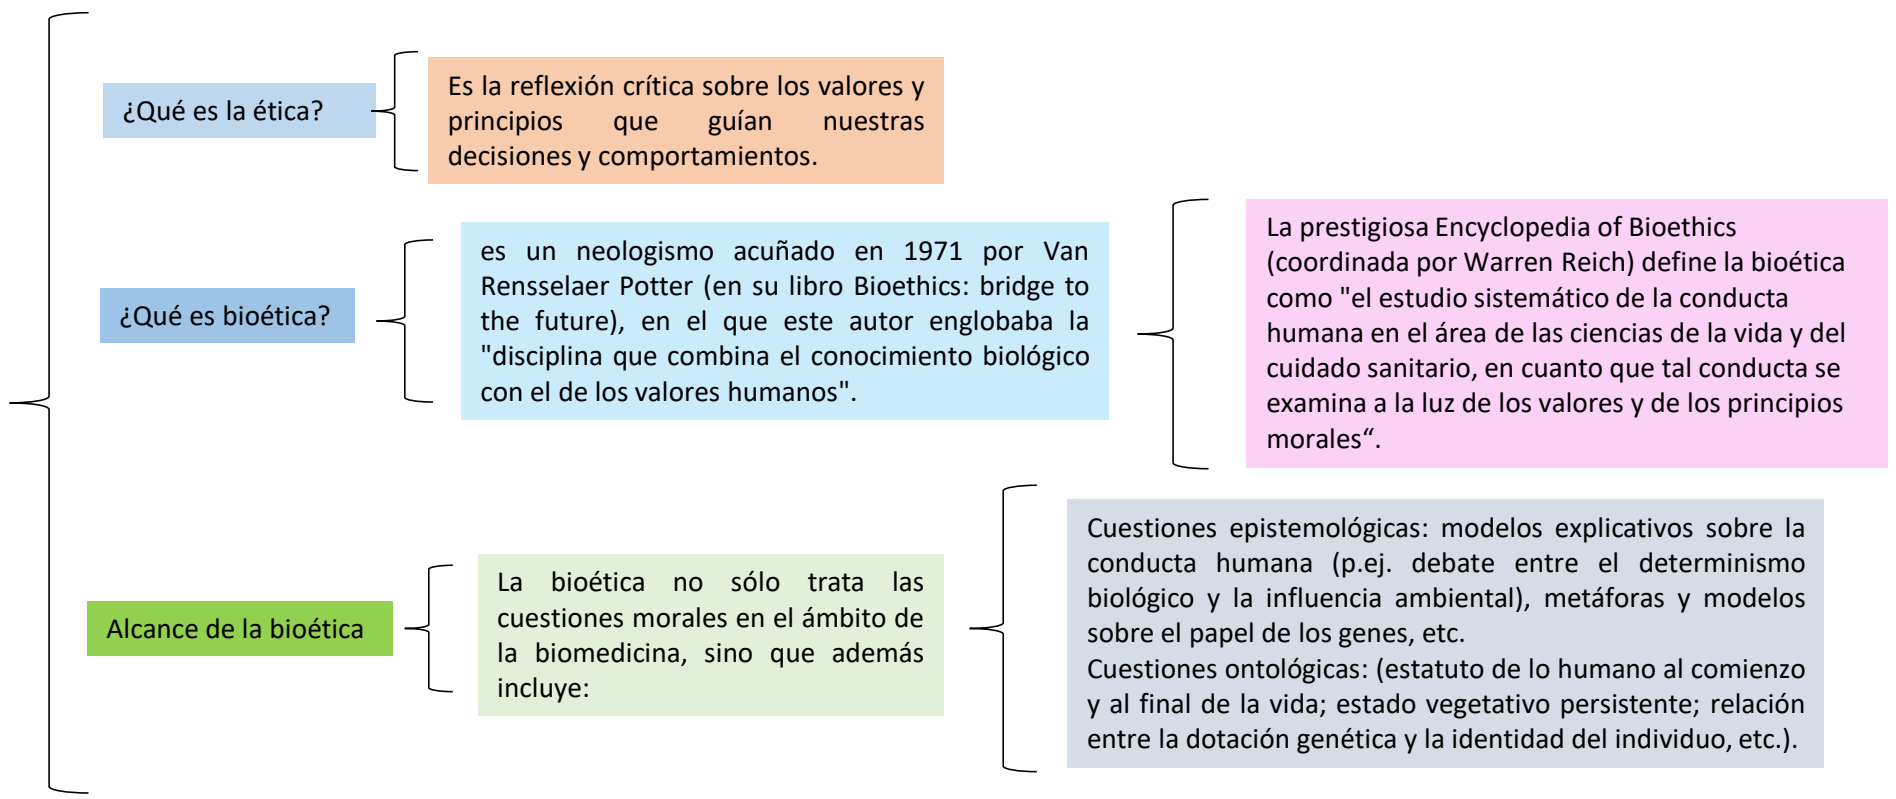 ¿Qué es la ética?
Es la reflexión crítica sobre los valores y
principios que guían nuestras
decisiones y comportamientos.
¿Qué es bioética?
es un neologismo acuñado en 1971 por Van
Rensselaer Potter (en su libro Bioethics: bridge to
the future), en el que este autor englobaba la
"disciplina que combina el conocimiento biológico
con el de los valores humanos".
La prestigiosa Encyclopedia of Bioethics
(coordinada por Warren Reich) define la bioética
como "el estudio sistemático de la conducta
humana en el área de las ciencias de la vida y del
cuidado sanitario, en cuanto que tal conducta se
examina a la luz de los valores y de los principios
morales“.
Alcance de la bioética
La bioética no sólo trata las
cuestiones morales en el ámbito de
la biomedicina, sino que además
incluye:
Cuestiones epistemológicas: modelos explicativos sobre la
conducta humana (p.ej. debate entre el determinismo
biológico y la influencia ambiental), metáforas y modelos
sobre el papel de los genes, etc.
Cuestiones ontológicas: (estatuto de lo humano al comienzo
y al final de la vida; estado vegetativo persistente; relación
entre la dotación genética y la identidad del individuo, etc.).